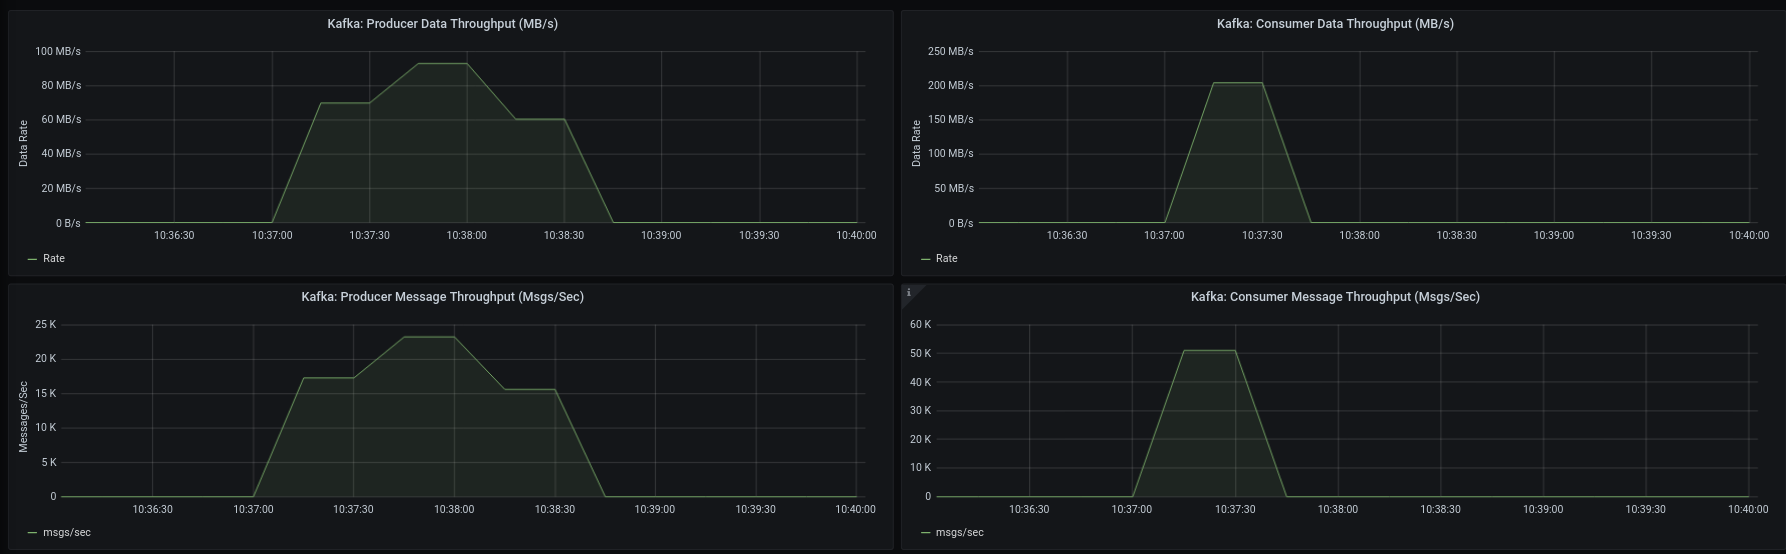 Kafka: Producer Data Throughput (MB/s)
100 MB/s
80 MB/s
60 MB/s
40 MB/s
20 MB/s
0 B/s
Data Rate
10:36:30 10:37:00 10:37:30 10:38:00 10:38:30 10:39:00 10:39:30 10:40:00
Rate
Kafka: Consumer Data Throughput (MB/s)
250 MB/s
200 MB/s
150 MB/s
100 MB/s
50 MB/s
0 B/s
Data Rate
10:36:30 10:37:00 10:37:30 10:38:00 10:38:30 10:39:00 10:39:30 10:40:00
Rate
Kafka: Producer Message Throughput (Msgs/Sec)
25 K
20 K
15 K
10 K
5 K
0
Messages/Sec
10:36:30 10:37:00 10:37:30 10:38:00 10:38:30 10:39:00 10:39:30 10:40:00
msgs/sec
i
Kafka: Consumer Message Throughput (Msgs/Sec)
60 K
50 K
40 K
30 K
20 K
10 K
0
10:36:30 10:37:00 10:37:30 10:38:00 10:38:30 10:39:00 10:39:30 10:40:00
msgs/sec